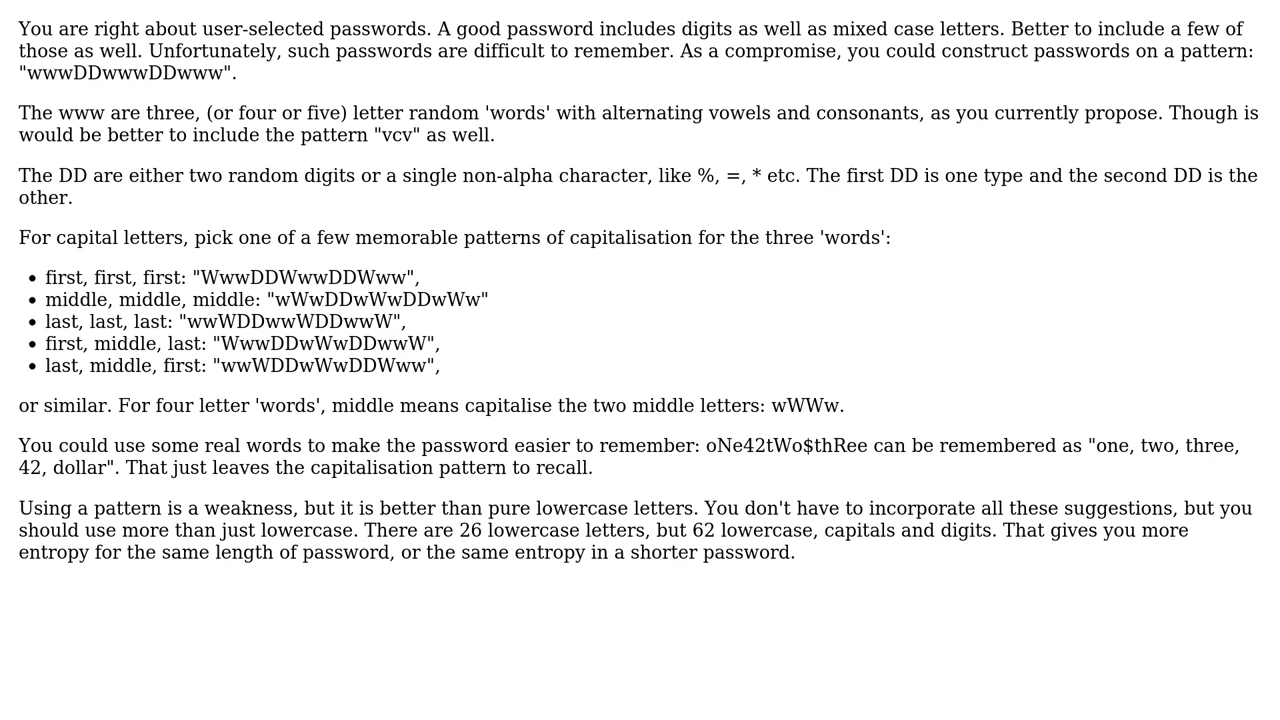 You are right about user-selected passwords. A good password includes digits as well as mixed case letters. Better to include a few of
those as well. Unfortunately, such passwords are difficult to remember. As a compromise, you could construct passwords on a pattern:
"wwwDDwwwDDwww".
The www are three, (or four or five) letter random 'words' with alternating vowels and consonants, as you currently propose. Though is
would be better to include the pattern "vcv" as well.
The DD are either two random digits or a single non-alpha character, like %, =, * etc. The first DD is one type and the second DD is the
other.
For capital letters, pick one of a few memorable patterns of capitalisation for the three 'words':
• first, first, first: "WwwDDWwwDDWww",
• middle, middle, middle: "wWwDDwWwDDwWw"
• last, last, last: "wwWDDwwWDDwwW",
• first, middle, last: "WwwDDwWwDDwwW",
• last, middle, first: "wwWDDwWwDDWww",
or similar. For four letter 'words', middle means capitalise the two middle letters: wWWw.
You could use some real words to make the password easier to remember: oNe42tWo$thRee can be remembered as "one, two, three,
42, dollar". That just leaves the capitalisation pattern to recall.
Using a pattern is a weakness, but it is better than pure lowercase letters. You don't have to incorporate all these suggestions, but you
should use more than just lowercase. There are 26 lowercase letters, but 62 lowercase, capitals and digits. That gives you more
entropy for the same length of password, or the same entropy in a shorter password.